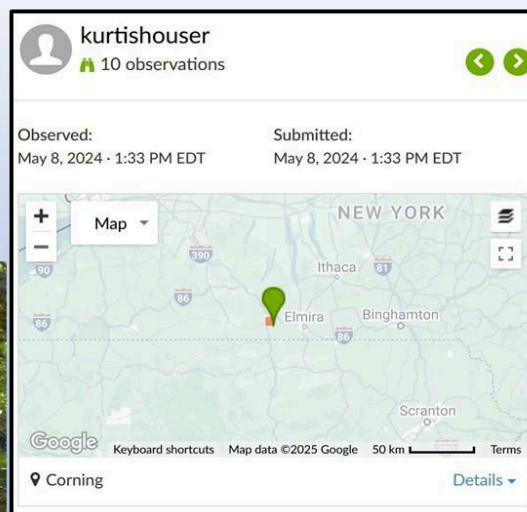 kurtishouser
10 observations
Observed:
May 8, 2024 · 1:33 PM EDT
Submitted:
May 8, 2024 · 1:33 PM EDT
+
−
Map
NEW YORK
390
90
Ithaca
81
86
86
Elmira
Binghamton
86
Scranton
Google
Keyboard shortcuts
Map data ©2025 Google
50 km
Terms
Corning
Details